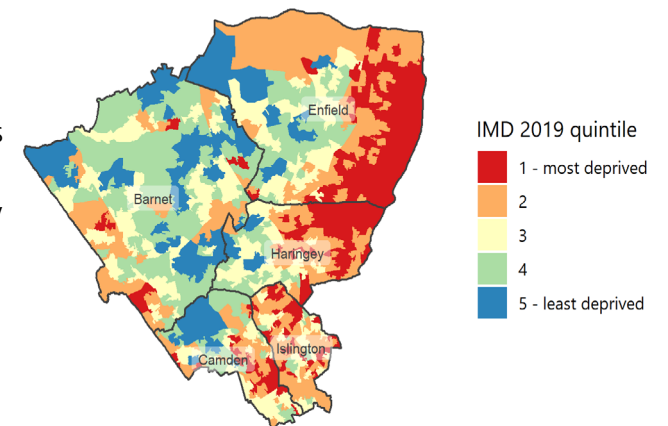 Enfield
Barnet
Haringey
Camden
Islington
IMD 2019 quintile
1 - most deprived
2
3
4
5 - least deprived